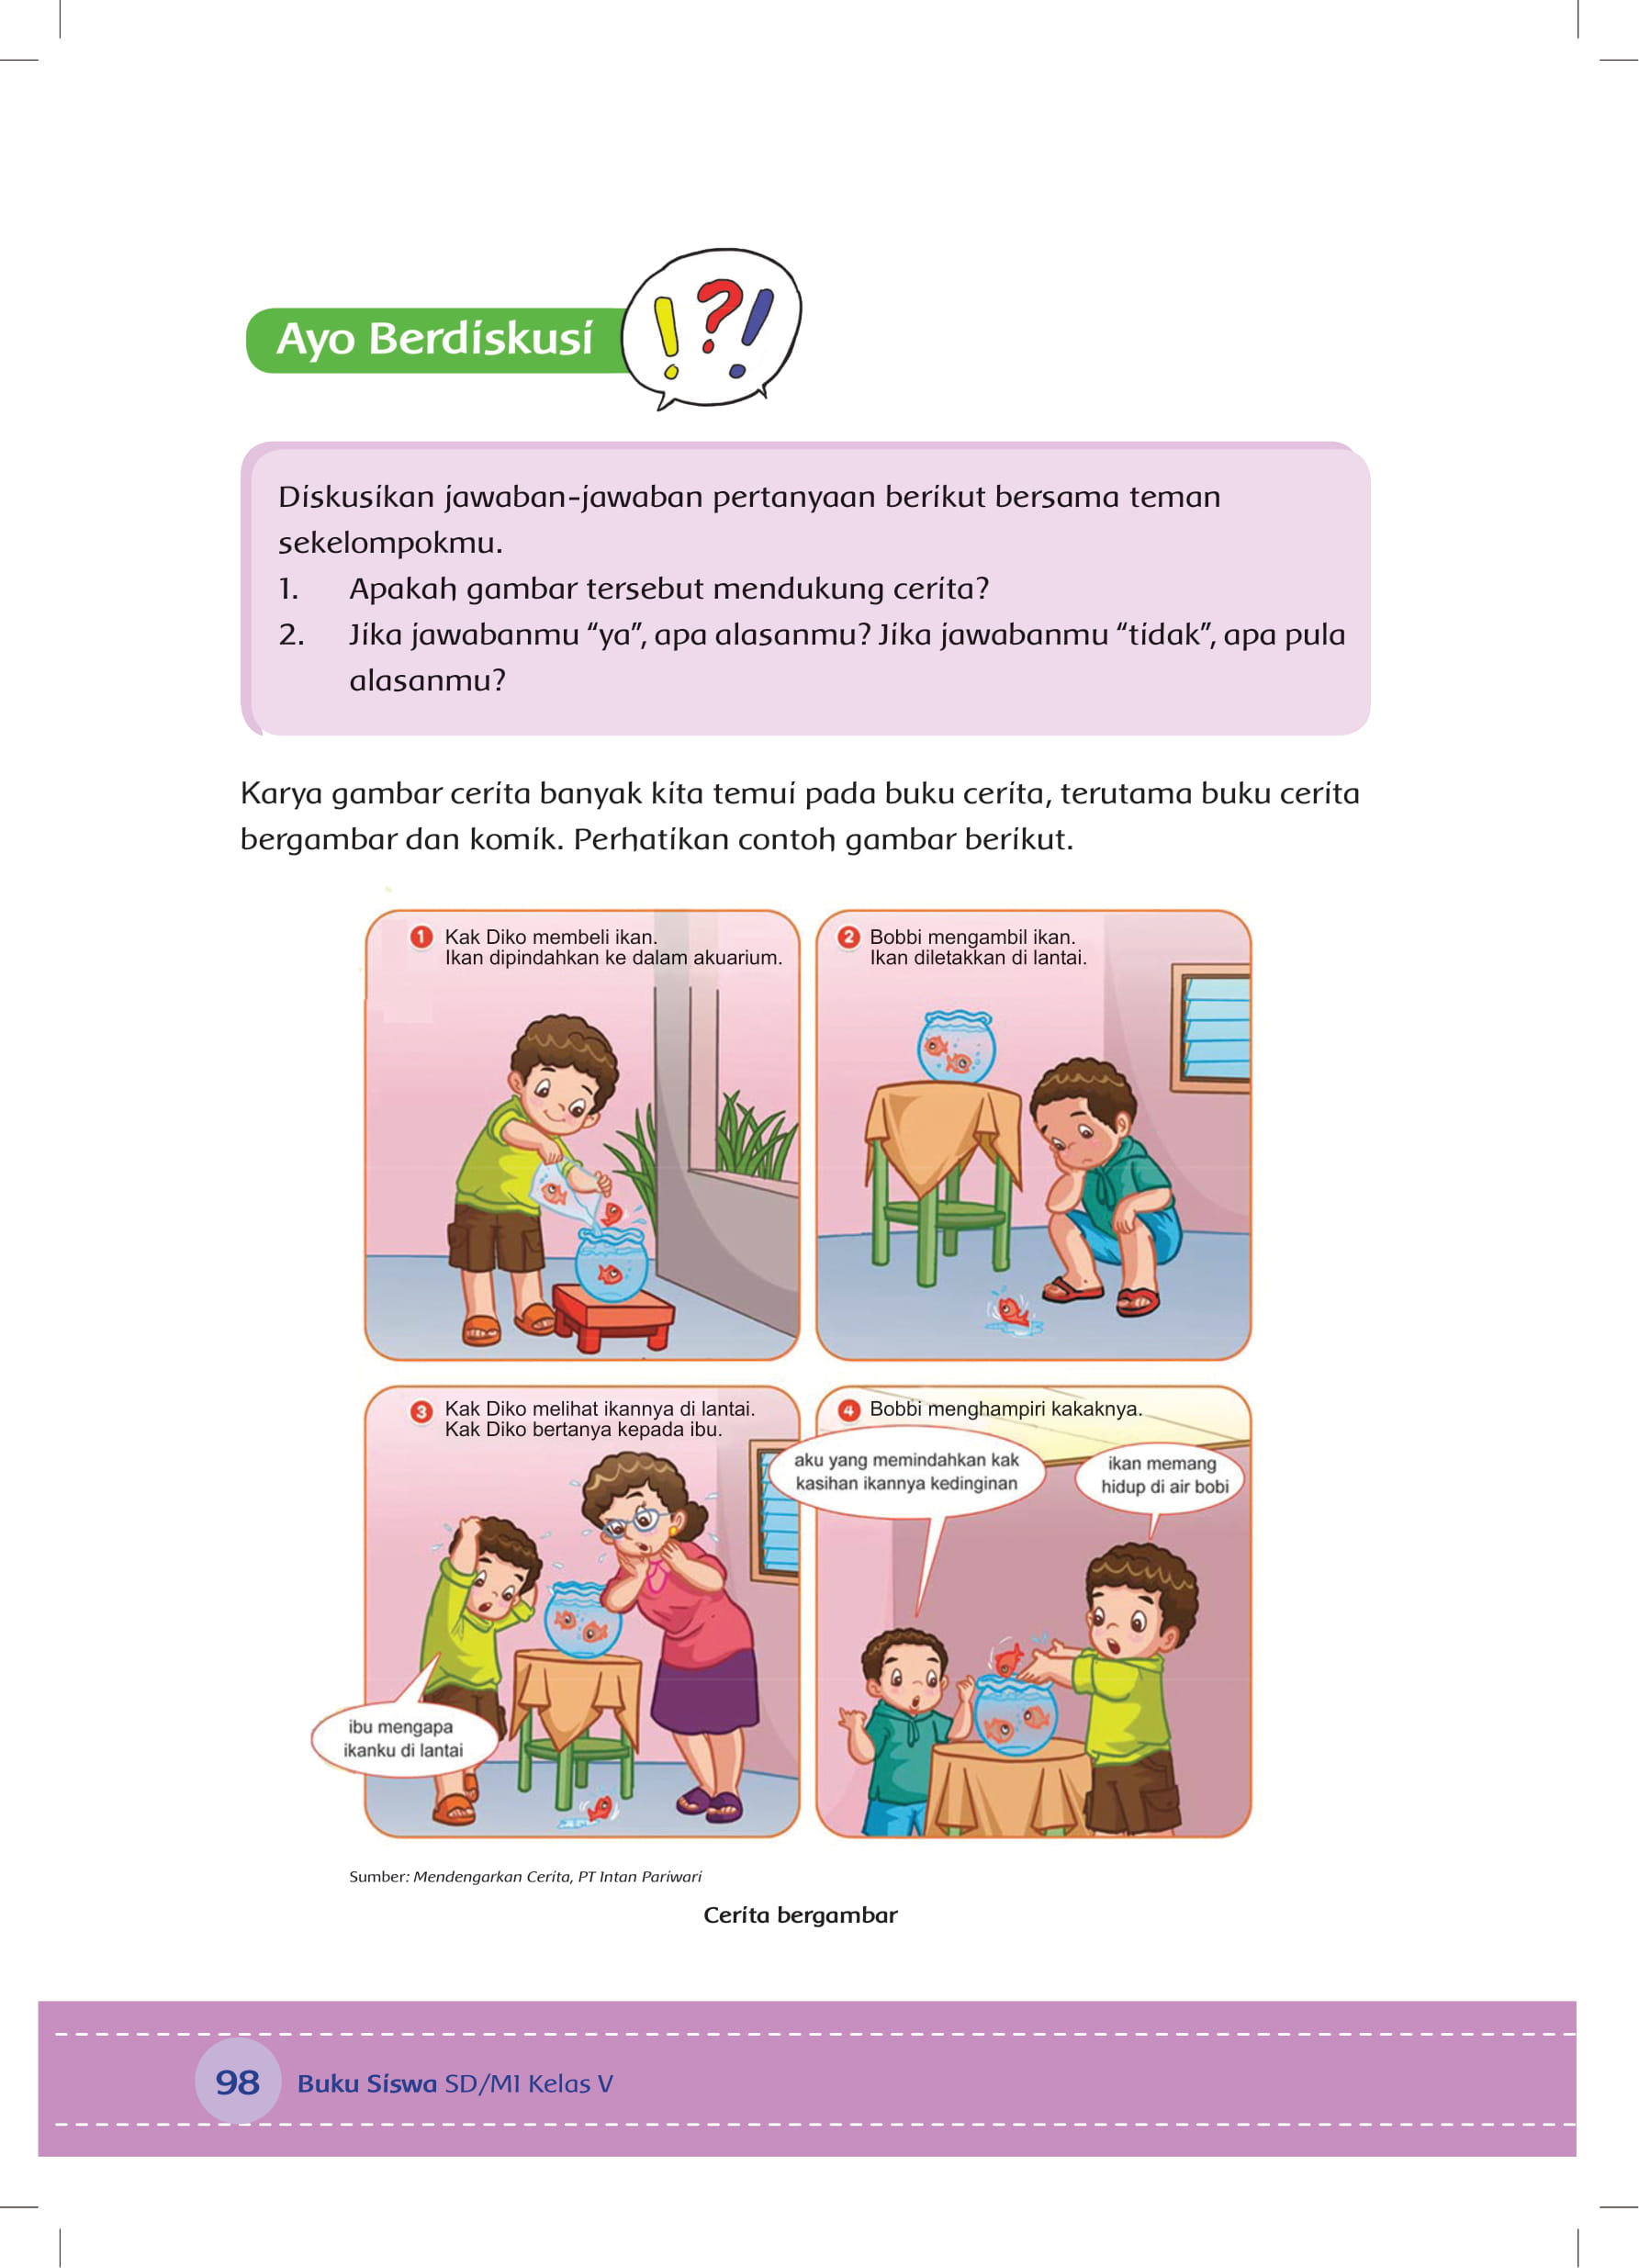 Ayo Berdiskusi
!?!
Diskusikan jawaban-jawaban pertanyaan berikut bersama teman
sekelompokmu.
1. Apakah gambar tersebut mendukung cerita?
2. Jika jawabanmu “ya”, apa alasanmu? Jika jawabanmu “tidak”, apa pula
alasanmu?
Karya gambar cerita banyak kita temui pada buku cerita, terutama buku cerita
bergambar dan komik. Perhatikan contoh gambar berikut.
1 Kak Diko membeli ikan.
Ikan dipindahkan ke dalam akuarium.
2 Bobbi mengambil ikan.
Ikan diletakkan di lantai.
3 Kak Diko melihat ikannya di lantai.
Kak Diko bertanya kepada ibu.
ibu mengapa
ikanku di lantai
4 Bobbi menghampiri kakaknya.
aku yang memindahkan kak
kasihan ikannya kedinginan
ikan memang
hidup di air bobi
Sumber: Mendengarkan Cerita, PT Intan Pariwari
Cerita bergambar
98 Buku Siswa SD/MI Kelas V